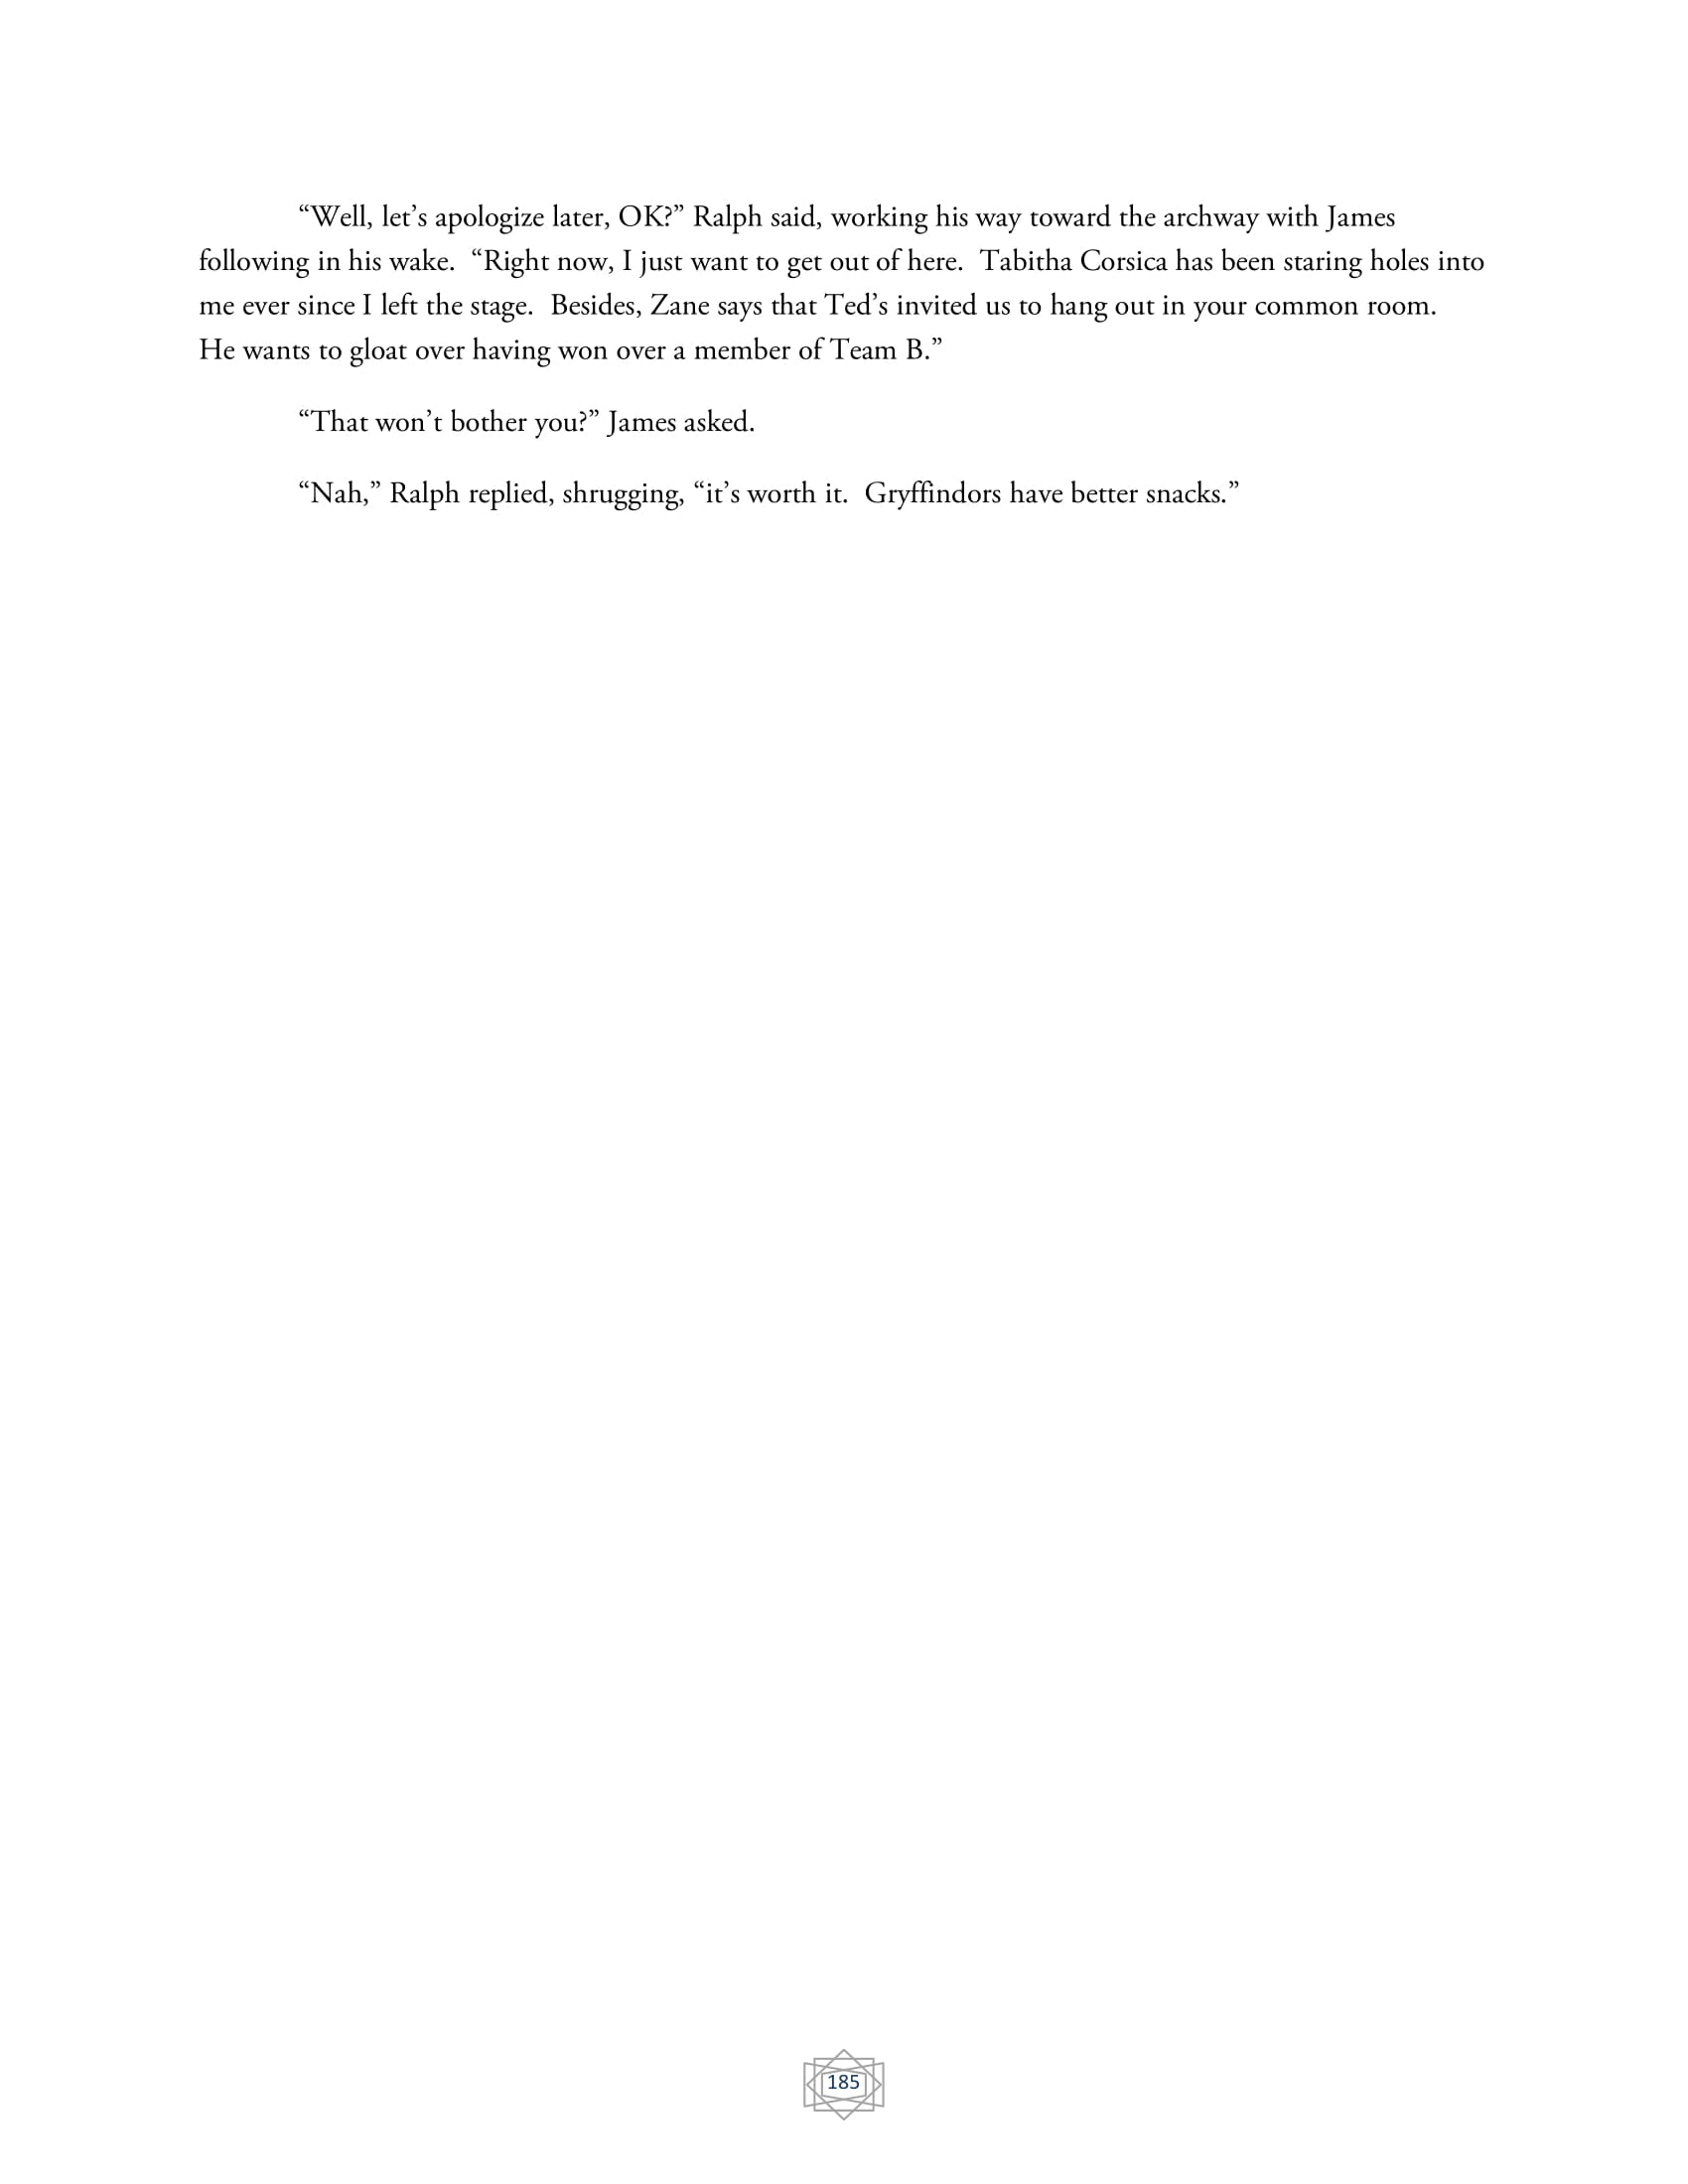 “Well, let’s apologize later, OK?” Ralph said, working his way toward the archway with James
following in his wake.  “Right now, I just want to get out of here.  Tabitha Corsica has been staring holes into
me ever since I left the stage.  Besides, Zane says that Ted’s invited us to hang out in your common room.
He wants to gloat over having won over a member of Team B.”
“That won’t bother you?” James asked.
“Nah,” Ralph replied, shrugging, “it’s worth it.  Gryffindors have better snacks.”
185